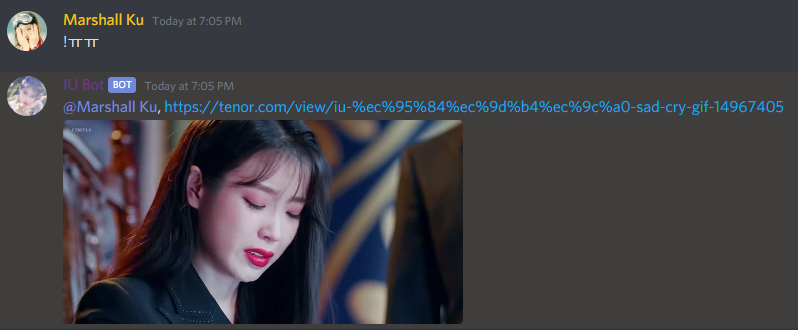 Marshall Ku Today at 7:05 PM
!ㅠㅠ
IU Bot BOT Today at 7:05 PM
@Marshall Ku, https://tenor.com/view/iu-%ec%95%84%ec%9d%b4%ec%9c%a0-sad-cry-gif-14967405
FIREFLY